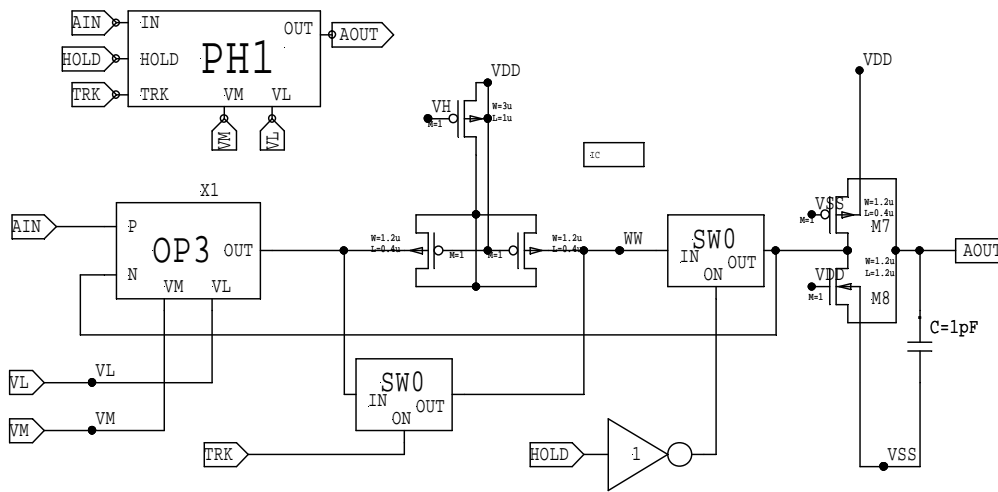 AIN
IN
OUT
AOUT
HOLD
HOLD
PH1
TRK
TRK
VM
VL
VM
VL
VDD
VH
W=3u
L=1u
M=1
IC
VDD
X1
AIN
P
OP3
OUT
N
VM
VL
W=1.2u
L=0.4u
M=1
M=1
W=1.2u
L=0.4u
WW
SW0
IN
OUT
ON
VSS
M=1
W=1.2u
L=0.4u
M7
VDD
M=1
W=1.2u
L=1.2u
M8
AOUT
C=1pF
VL
VL
VM
VM
SW0
IN
OUT
ON
TRK
HOLD
1
VSS